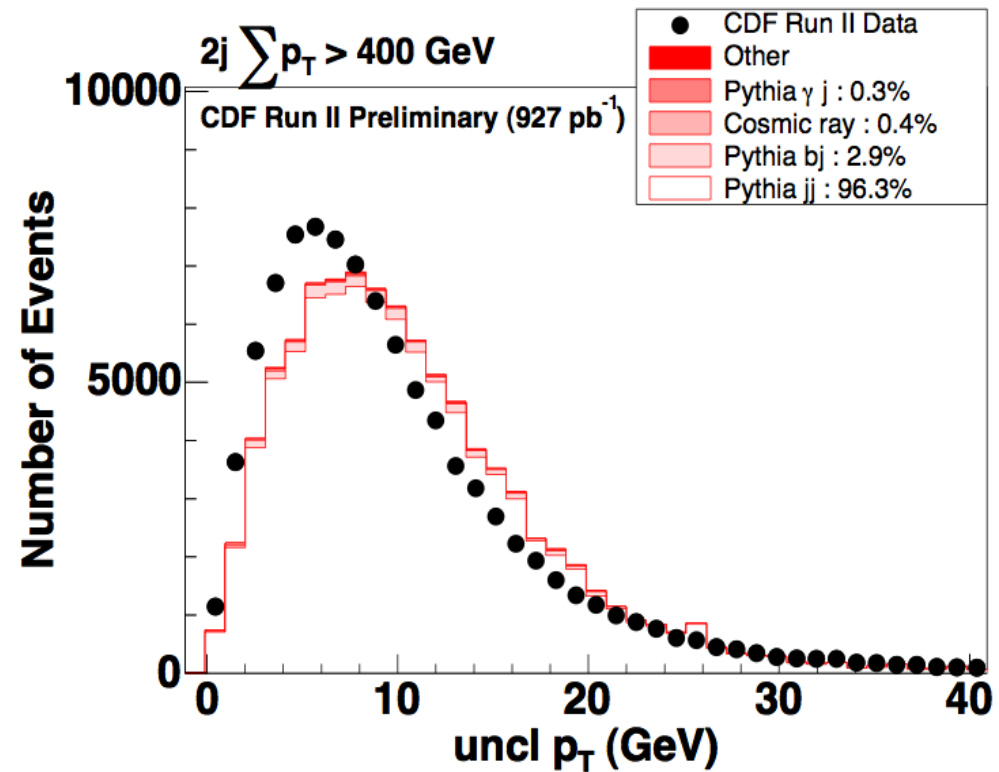 2j ∑p_T > 400 GeV
CDF Run II Preliminary (927 pb^-1)
CDF Run II Data
Other
Pythia γ j : 0.3%
Cosmic ray : 0.4%
Pythia bj : 2.9%
Pythia jj : 96.3%
Number of Events
10000
5000
0
0 10 20 30 40
uncl p_T (GeV)